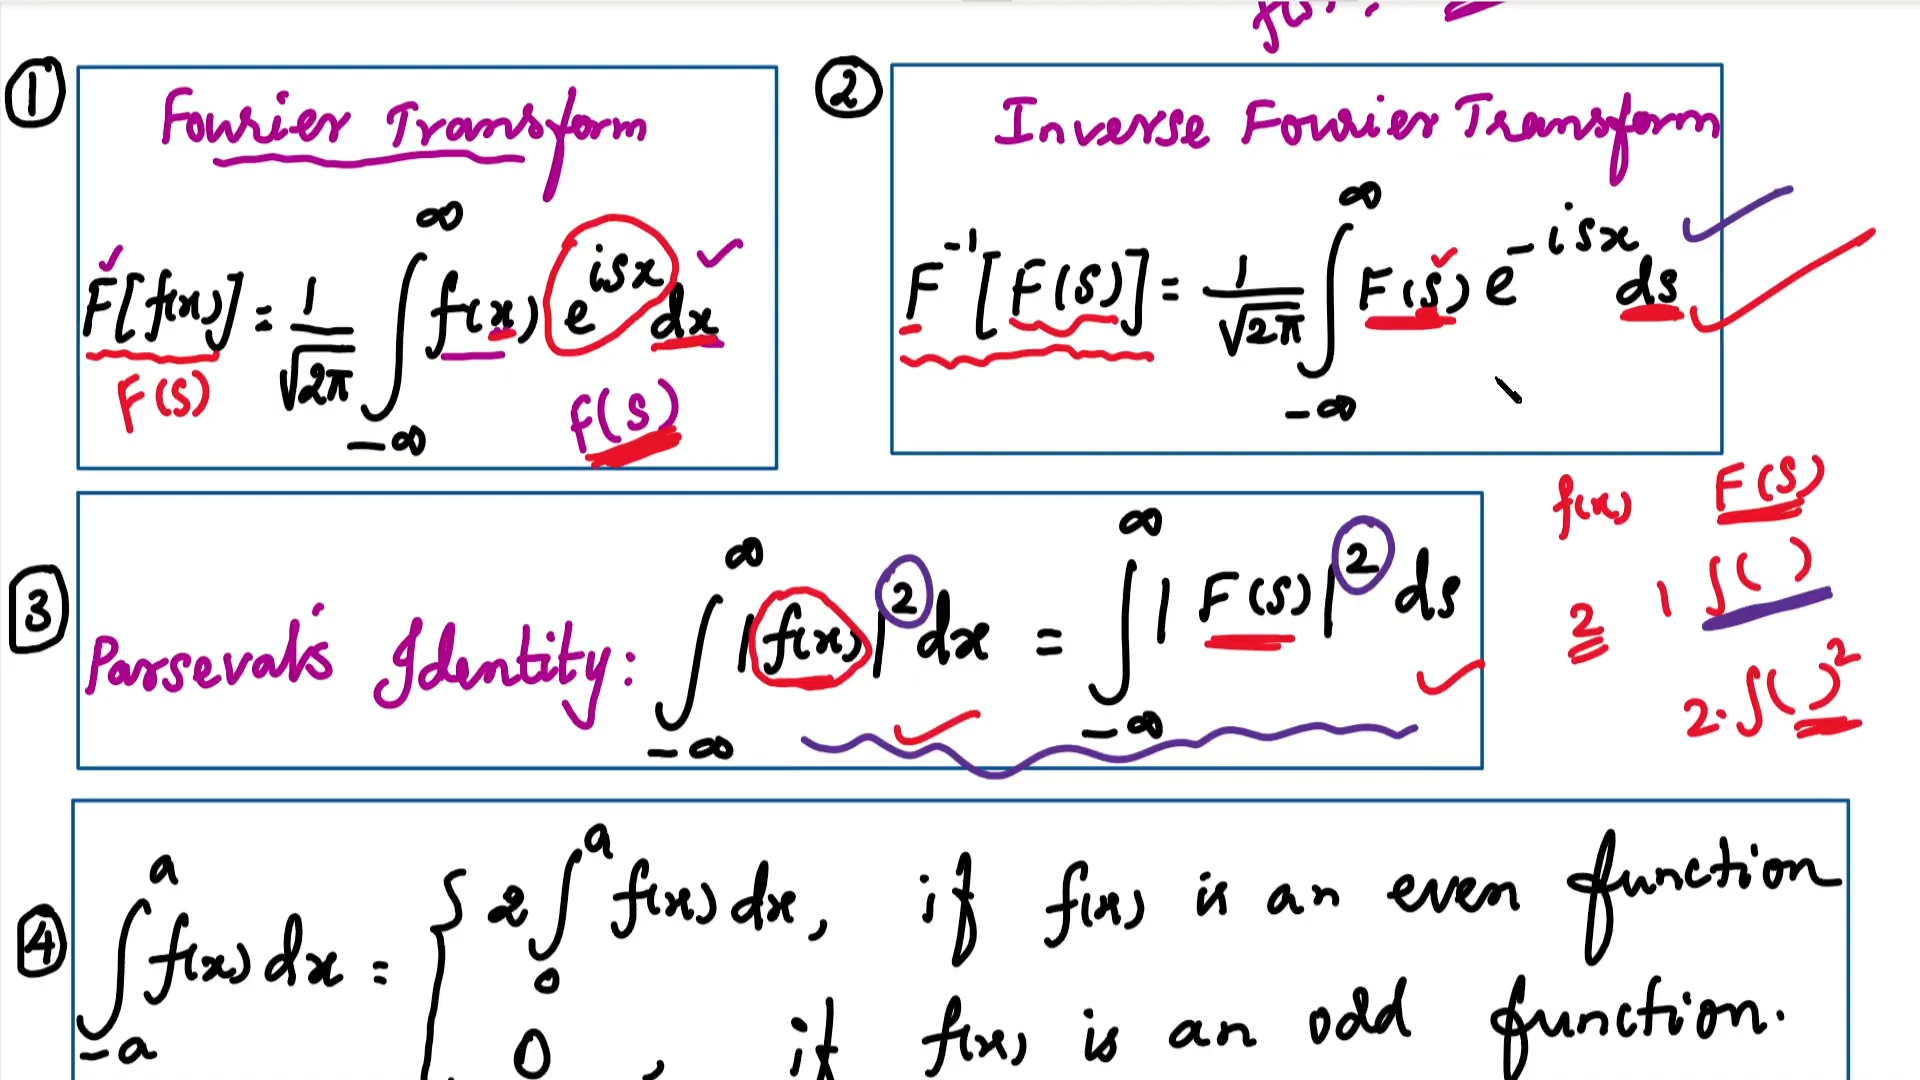 ①
Fourier Transform
F[f(x)] = 1/√2π ∫_{-∞}^{∞} f(x) e^{isx} dx
F(S)
f(S)
②
Inverse Fourier Transform
F^{-1}[F(S)] = 1/√2π ∫_{-∞}^{∞} F(S) e^{-isx} ds
f(x) F(S)
1 ∫( )
2
2. ∫( )²
③
Parseval's Identity: ∫_{-∞}^{∞} |f(x)|² dx = ∫_{-∞}^{∞} |F(S)|² ds
④
∫_{-a}^{a} f(x) dx = { 2 ∫_{0}^{a} f(x) dx, if f(x) is an even function
0 , if f(x) is an odd function.